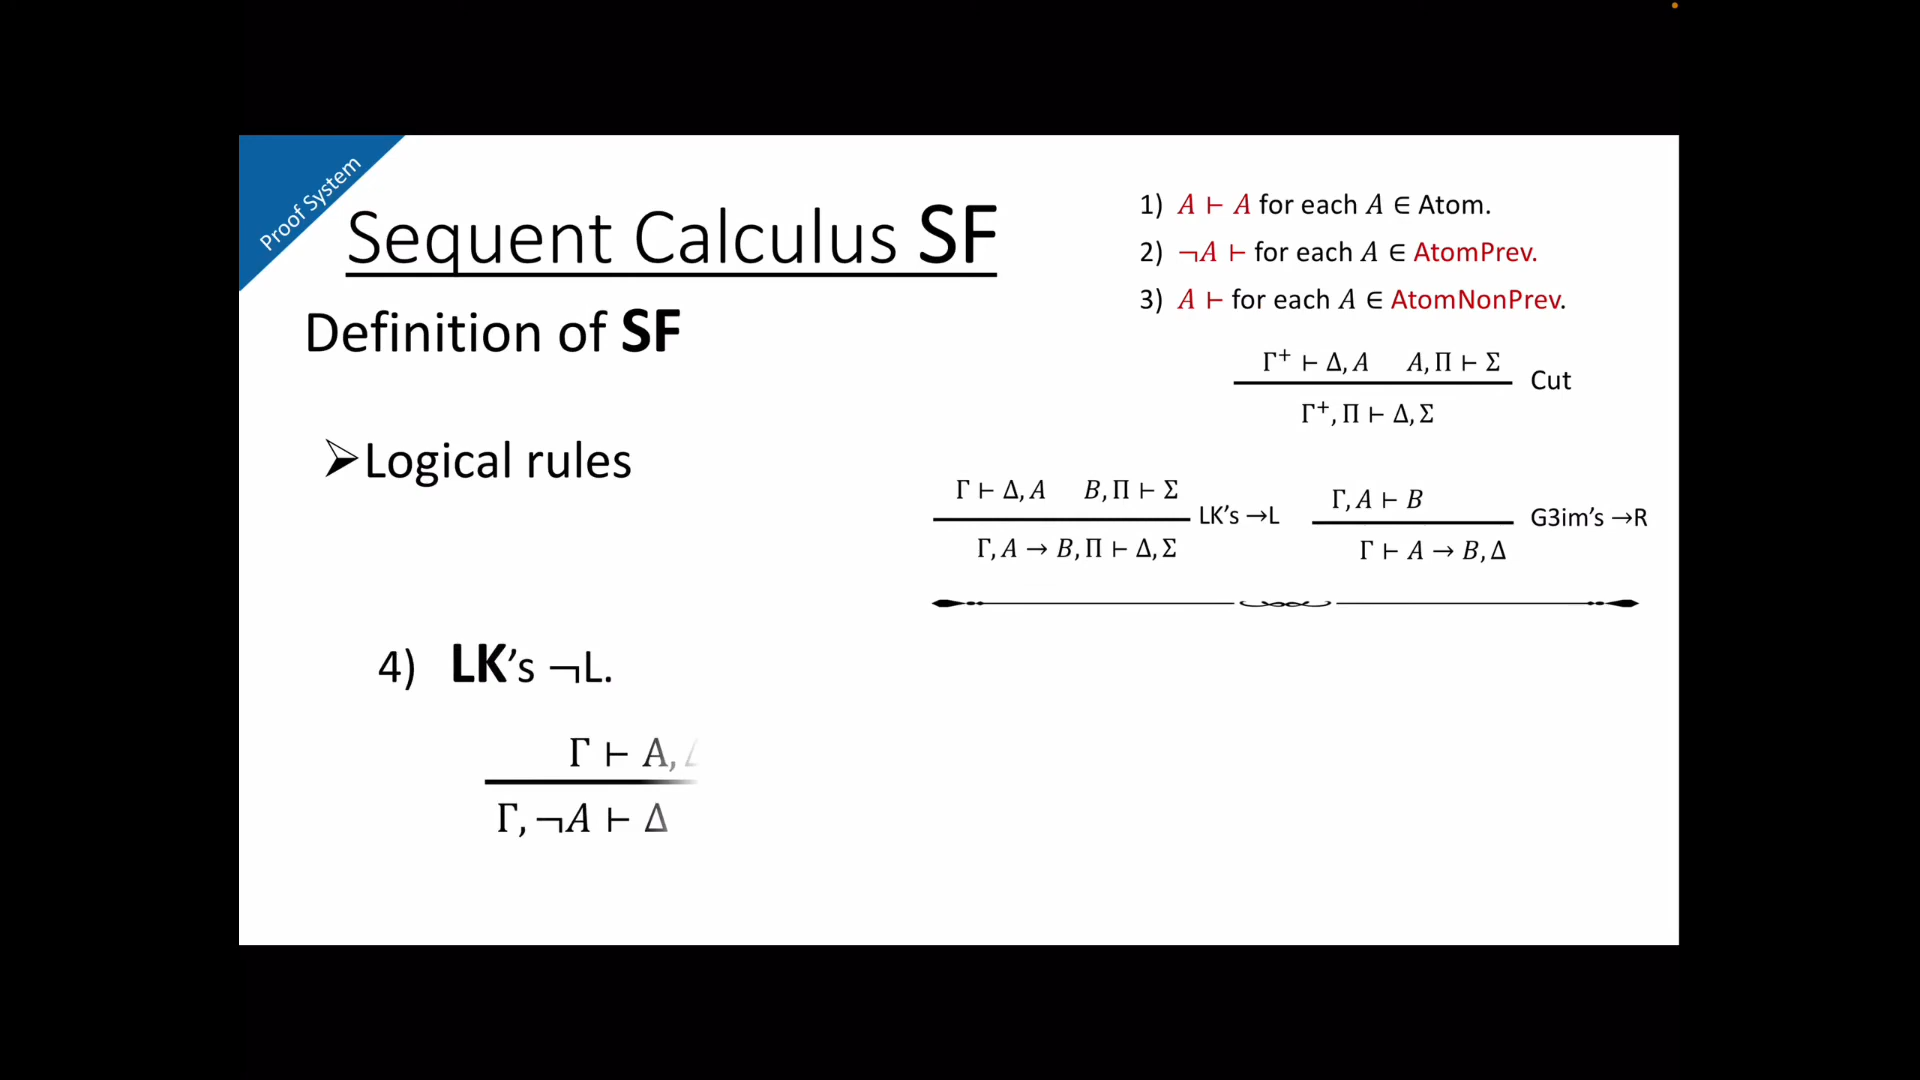 Proof System
Sequent Calculus SF
Definition of SF
➢Logical rules
4) LK's ¬L.
Γ ⊢ A,
Γ, ¬A ⊢ Δ
1) A ⊢ A for each A ∈ Atom.
2) ¬A ⊢ for each A ∈ AtomPrev.
3) A ⊢ for each A ∈ AtomNonPrev.
Γ⁺ ⊢ Δ, A A, Π ⊢ Σ
Cut
Γ⁺, Π ⊢ Δ, Σ
Γ ⊢ Δ, A B, Π ⊢ Σ
LK's →L
Γ, A → B, Π ⊢ Δ, Σ
Γ, A ⊢ B
G3im's →R
Γ ⊢ A → B, Δ